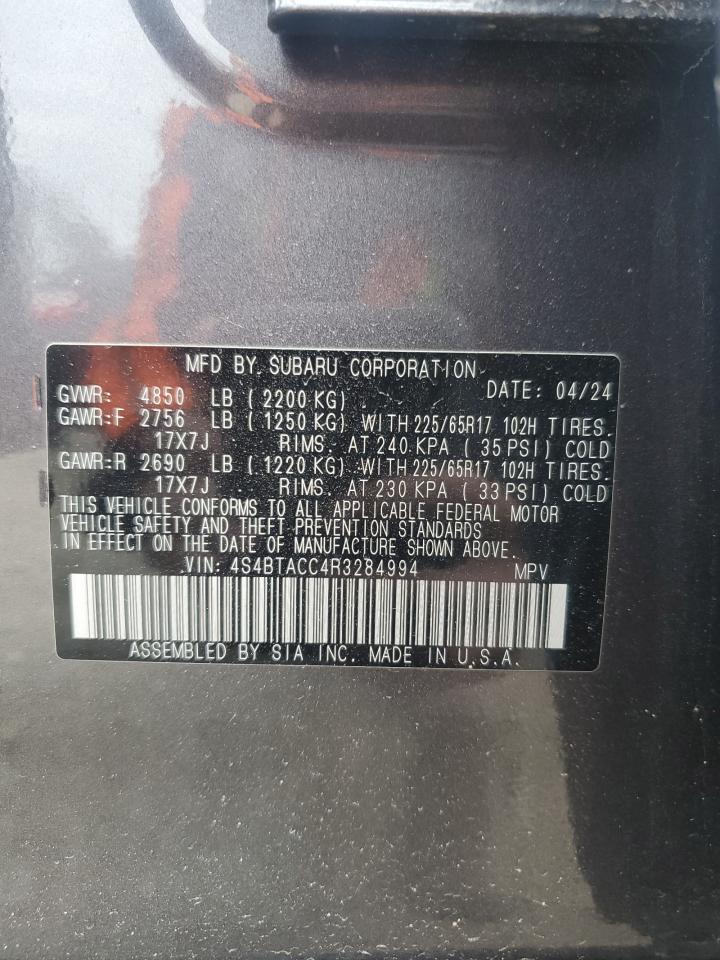 MFD BY SUBARU CORPORATION DATE: 04/24
GVWR: 4850 LB ( 2200 KG)
GAWR:F 2756 LB ( 1250 KG) WITH 225/65R17 102H TIRES.
17X7J RIMS. AT 240 KPA ( 35 PSI) COLD
GAWR:R 2690 LB ( 1220 KG) WITH 225/65R17 102H TIRES.
17X7J RIMS. AT 230 KPA ( 33 PSI) COLD
THIS VEHICLE CONFORMS TO ALL APPLICABLE FEDERAL MOTOR
VEHICLE SAFETY AND THEFT PREVENTION STANDARDS
IN EFFECT ON THE DATE OF MANUFACTURE SHOWN ABOVE.
VIN: 4S4BTACC4R3284994 MPV
ASSEMBLED BY SIA INC. MADE IN U.S.A.